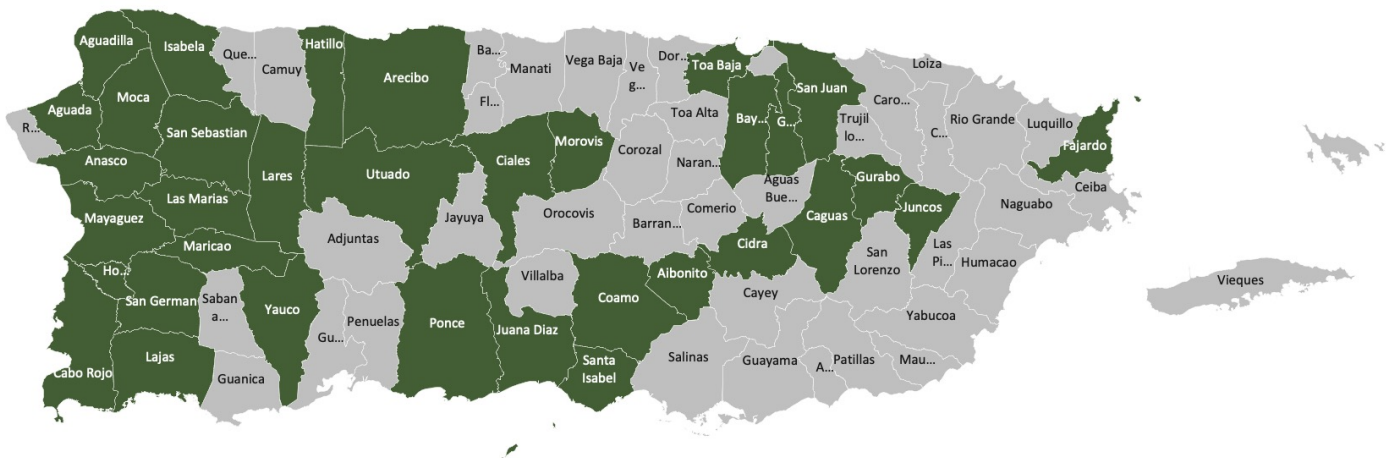 Aguadilla
Isabela
Que...
Camuy
Hatillo
Arecibo
Ba...
Manati
Vega Baja
Ve
g...
Dor...
Toa Baja
San Juan
Loiza
Moca
Aguada
R...
San Sebastian
Fl...
Toa Alta
Bay...
G...
Trujil
lo...
Caro...
C...
Rio Grande
Luquillo
Fajardo
Anasco
Lares
Utuado
Ciales
Morovis
Corozal
Naran...
Aguas
Bue...
Gurabo
Juncos
Ceiba
Naguabo
Las Marias
Mayaguez
Jayuya
Orocovis
Barran...
Comerio
Caguas
Maricao
Adjuntas
Cidra
San
Lorenzo
Las
Pi...
Humacao
Ho...
San German
Saban
a...
Yauco
Villalba
Coamo
Aibonito
Cayey
Vieques
Gu...
Penuelas
Ponce
Juana Diaz
Yabucoa
Cabo Rojo
Lajas
Guanica
Santa
Isabel
Salinas
Guayama
A...
Patillas
Mau...